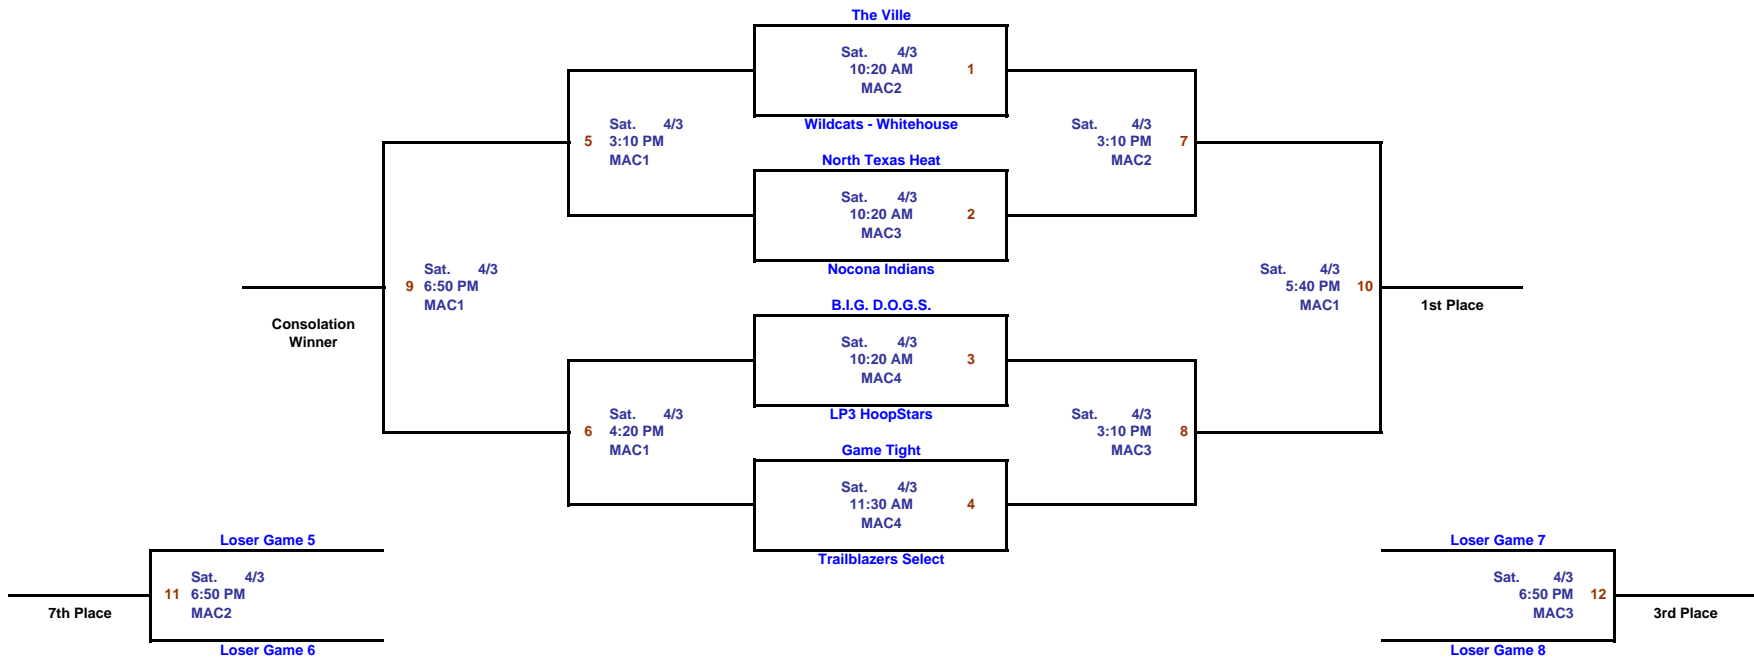 The Ville
Sat. 4/3
10:20 AM 1
MAC2
Wildcats - Whitehouse
Sat. 4/3
5 3:10 PM
MAC1
Sat. 4/3
3:10 PM 7
MAC2
North Texas Heat
Sat. 4/3
10:20 AM 2
MAC3
Nocona Indians
Sat. 4/3
9 6:50 PM
MAC1
Consolation
Winner
Sat. 4/3
5:40 PM 10
MAC1
1st Place
B.I.G. D.O.G.S.
Sat. 4/3
10:20 AM 3
MAC4
LP3 HoopStars
Sat. 4/3
6 4:20 PM
MAC1
Sat. 4/3
3:10 PM 8
MAC3
Game Tight
Sat. 4/3
11:30 AM 4
MAC4
Trailblazers Select
Loser Game 5
Sat. 4/3
11 6:50 PM
MAC2
7th Place
Loser Game 6
Loser Game 7
Sat. 4/3
6:50 PM 12
MAC3
3rd Place
Loser Game 8